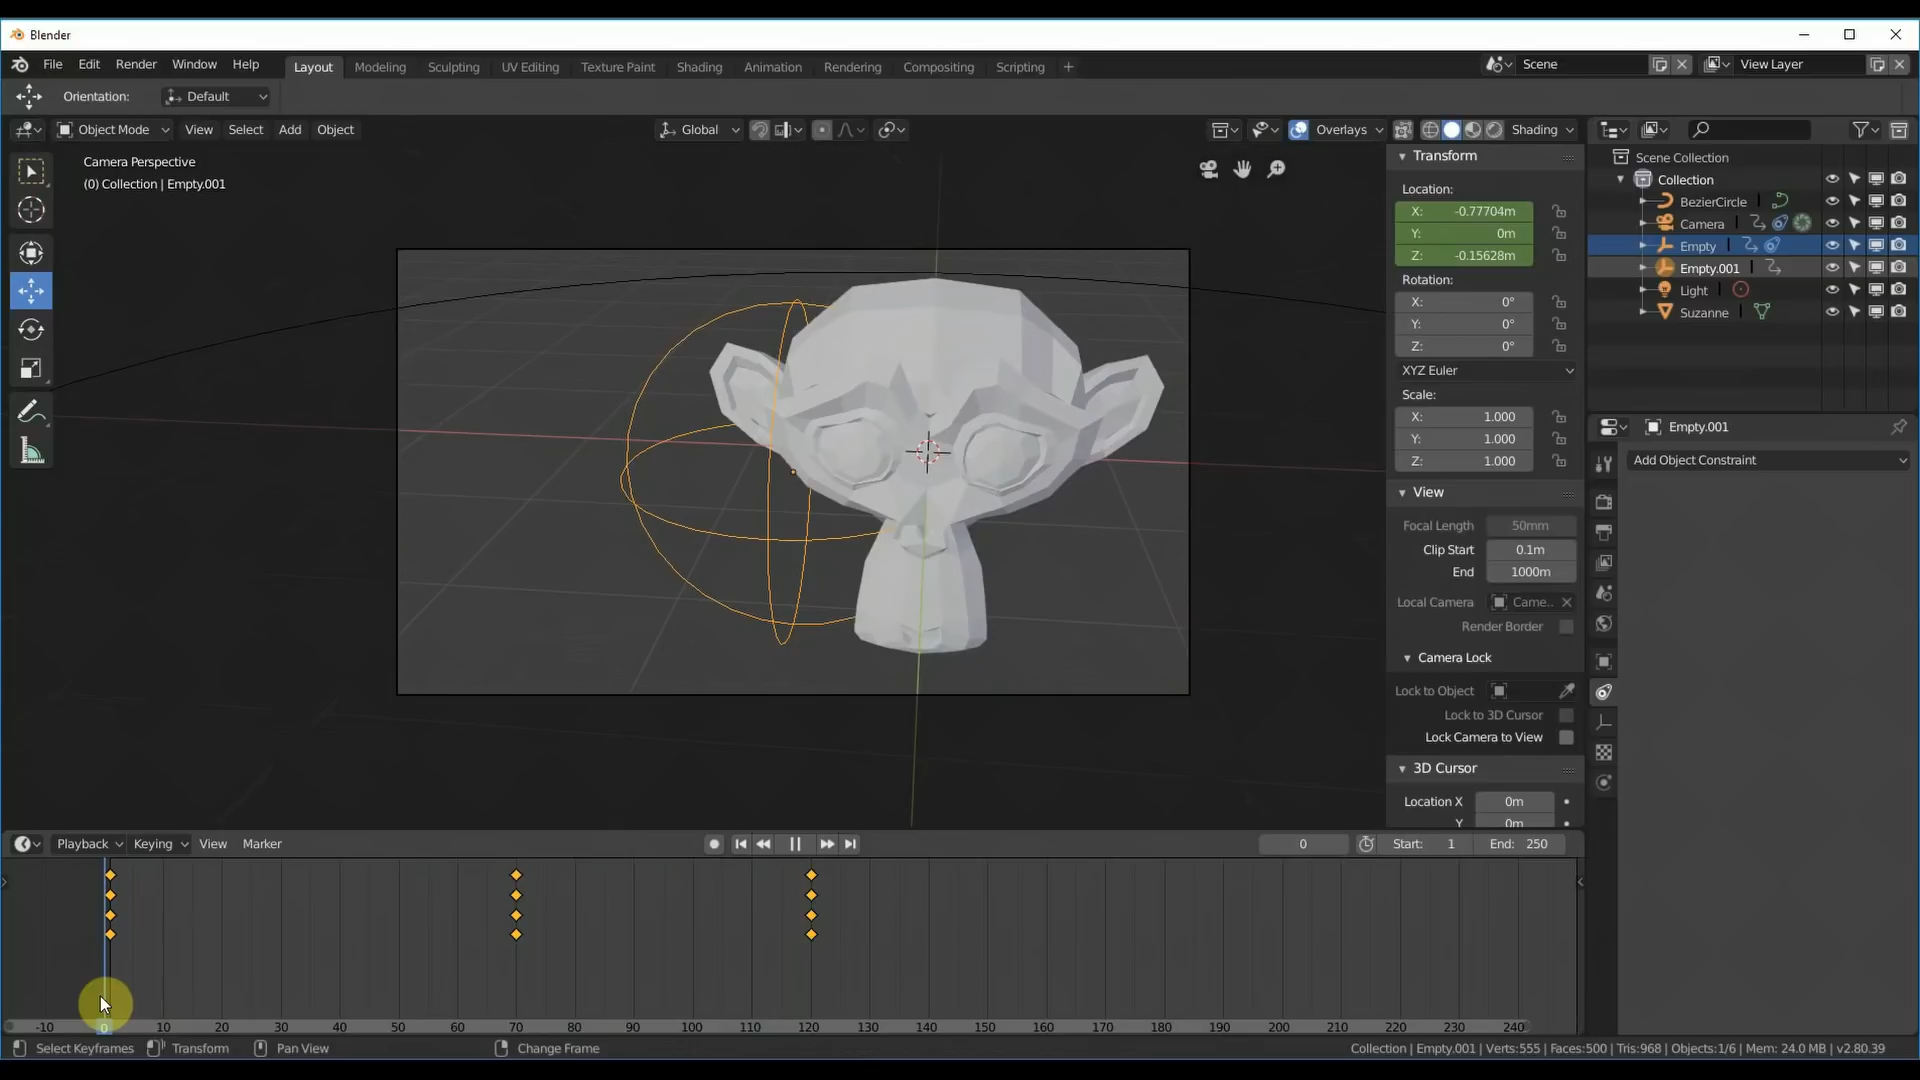 Blender
File Edit Render Window Help Layout Modeling Sculpting UV Editing Texture Paint Shading Animation Rendering Compositing Scripting + Scene View Layer
Orientation: Default
Object Mode View Select Add Object Global Overlays Shading
Camera Perspective
(0) Collection | Empty.001
Transform
Location:
X: -0.77704m
Y: 0m
Z: -0.15628m
Rotation:
X: 0°
Y: 0°
Z: 0°
XYZ Euler
Scale:
X: 1.000
Y: 1.000
Z: 1.000
View
Focal Length 50mm
Clip Start 0.1m
End 1000m
Local Camera Came..
Render Border
Camera Lock
Lock to Object
Lock to 3D Cursor
Lock Camera to View
3D Cursor
Location X 0m
Y 0m
Scene Collection
Collection
BezierCircle
Camera
Empty
Empty.001
Light
Suzanne
Empty.001
Add Object Constraint
Playback Keying View Marker 0 Start: 1 End: 250
-10 0 10 20 30 40 50 60 70 80 90 100 110 120 130 140 150 160 170 180 190 200 210 220 230 240
Select Keyframes Transform Pan View Change Frame Collection | Empty.001 | Verts:555 | Faces:500 | Tris:968 | Objects:1/6 | Mem: 24.0 MB | v2.80.39